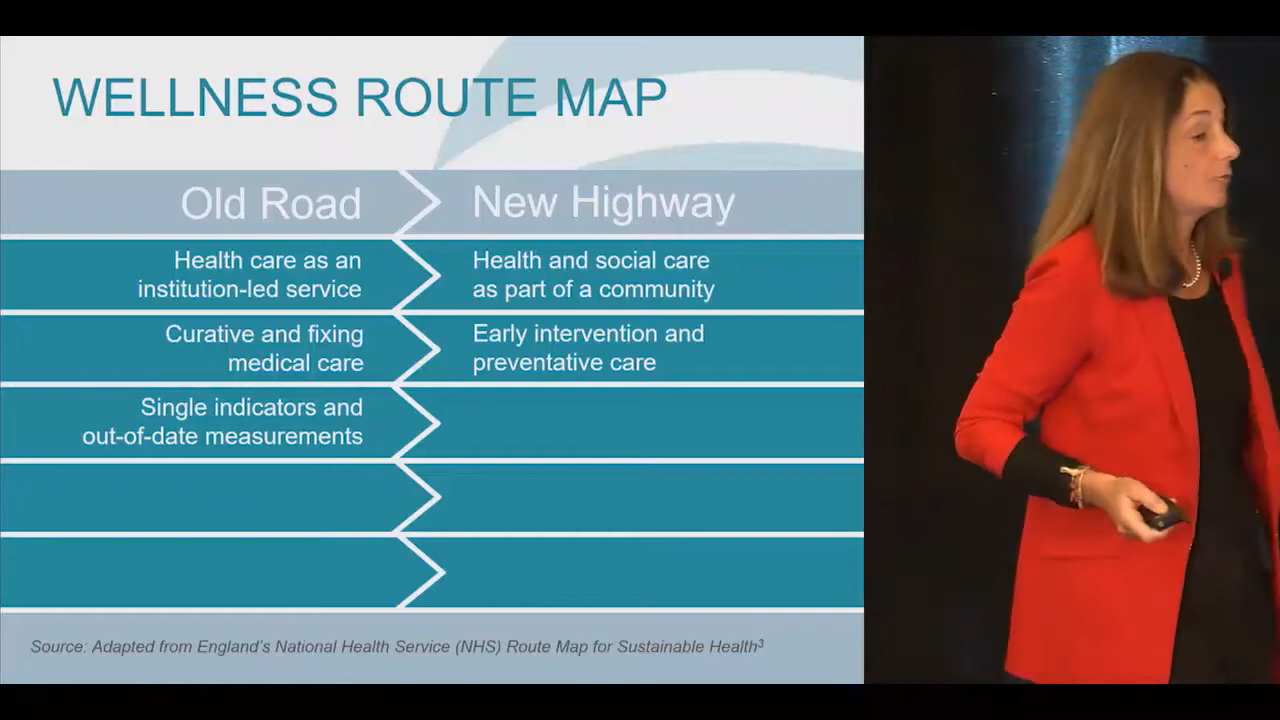 WELLNESS ROUTE MAP
Old Road
New Highway
Health care as an
institution-led service
Health and social care
as part of a community
Curative and fixing
medical care
Early intervention and
preventative care
Single indicators and
out-of-date measurements
Source: Adapted from England's National Health Service (NHS) Route Map for Sustainable Health³